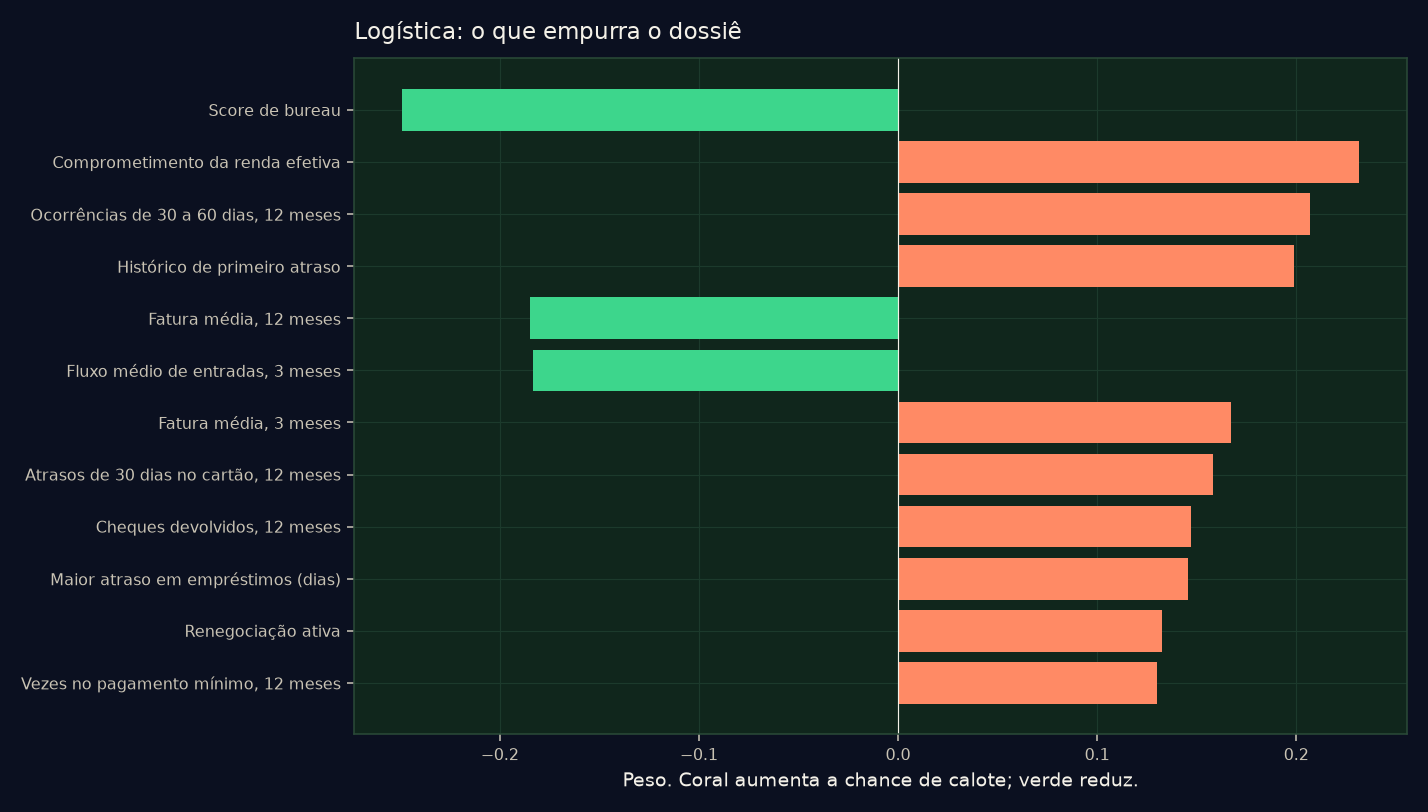 Logística: o que empurra o dossiê
Score de bureau
Comprometimento da renda efetiva
Ocorrências de 30 a 60 dias, 12 meses
Histórico de primeiro atraso
Fatura média, 12 meses
Fluxo médio de entradas, 3 meses
Fatura média, 3 meses
Atrasos de 30 dias no cartão, 12 meses
Cheques devolvidos, 12 meses
Maior atraso em empréstimos (dias)
Renegociação ativa
Vezes no pagamento mínimo, 12 meses
−0.2 −0.1 0.0 0.1 0.2
Peso. Coral aumenta a chance de calote; verde reduz.